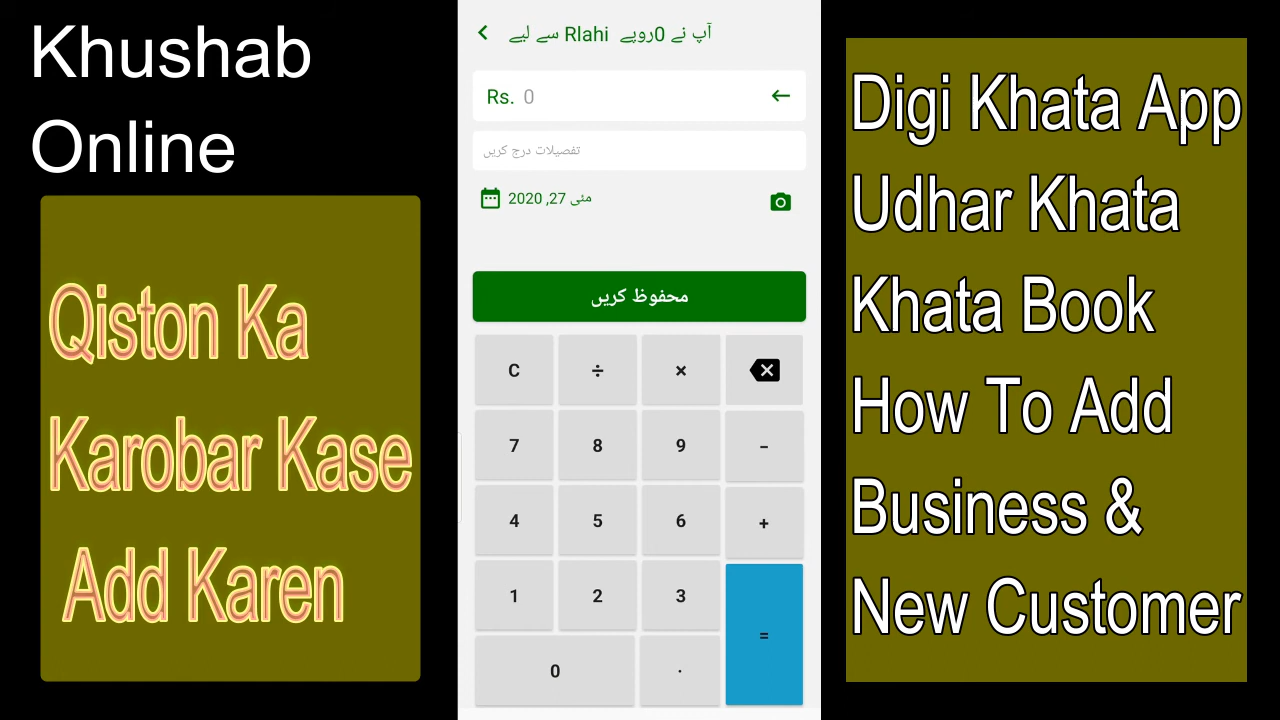 Khushab
Online
Qiston Ka
Karobar Kase
Add Karen
آپ نے 0روپے Rlahi سے لیے
Rs. 0
تفصیلات درج کریں
مئی 27, 2020
محفوظ کریں
C ÷ ×
7 8 9 −
4 5 6 +
1 2 3
=
0 .
Digi Khata App
Udhar Khata
Khata Book
How To Add
Business &
New Customer